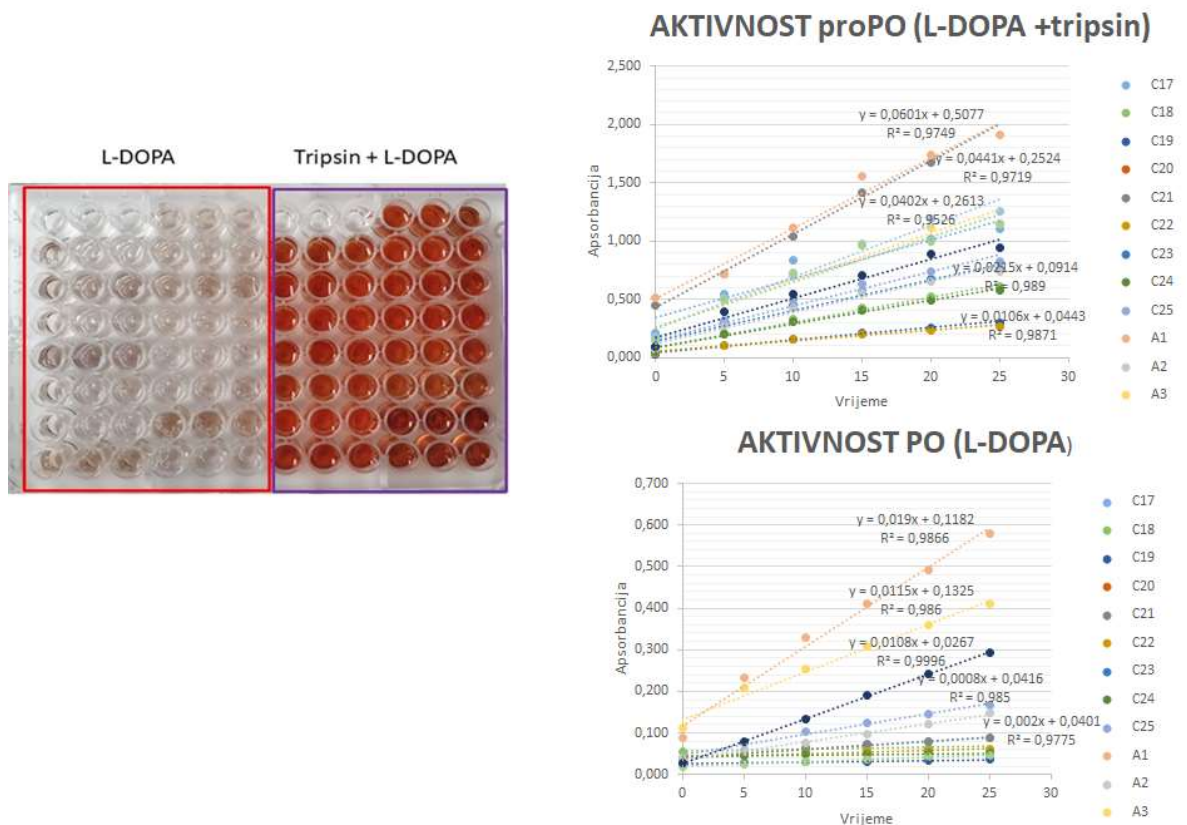 L-DOPA
Tripsin + L-DOPA
AKTIVNOST proPO (L-DOPA +tripsin)
2,500
2,000
1,500
1,000
0,500
0,000
0
5
10
15
20
25
30
Apsorbancija
Vrijeme
y = 0,0601x + 0,5077
R² = 0,9749
y = 0,0441x + 0,2524
R² = 0,9719
y = 0,0402x + 0,2613
R² = 0,9526
y = 0,0215x + 0,0914
R² = 0,989
y = 0,0106x + 0,0443
R² = 0,9871
C17
C18
C19
C20
C21
C22
C23
C24
C25
A1
A2
A3
AKTIVNOST PO (L-DOPA)
0,700
0,600
0,500
0,400
0,300
0,200
0,100
0,000
0
5
10
15
20
25
30
Apsorbancija
Vrijeme
y = 0,019x + 0,1182
R² = 0,9866
y = 0,0115x + 0,1325
R² = 0,986
y = 0,0108x + 0,0267
R² = 0,9996
y = 0,0008x + 0,0416
R² = 0,985
y = 0,002x + 0,0401
R² = 0,9775
C17
C18
C19
C20
C21
C22
C23
C24
C25
A1
A2
A3